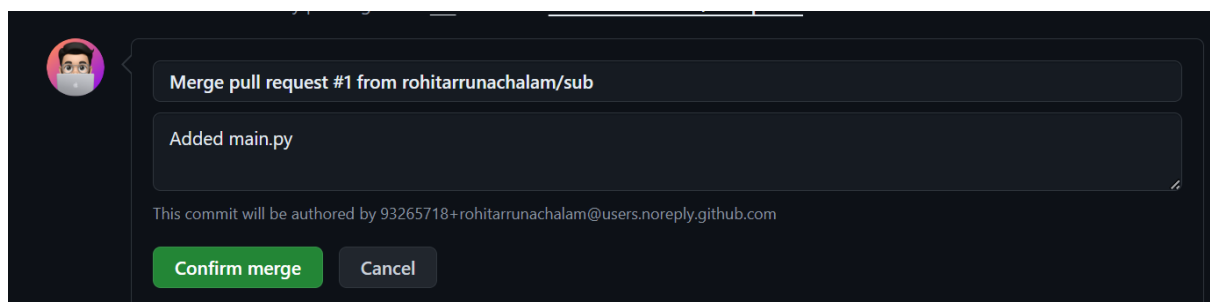 Merge pull request #1 from rohitarrunachalam/sub
Added main.py
This commit will be authored by 93265718+rohitarrunachalam@users.noreply.github.com
Confirm merge
Cancel